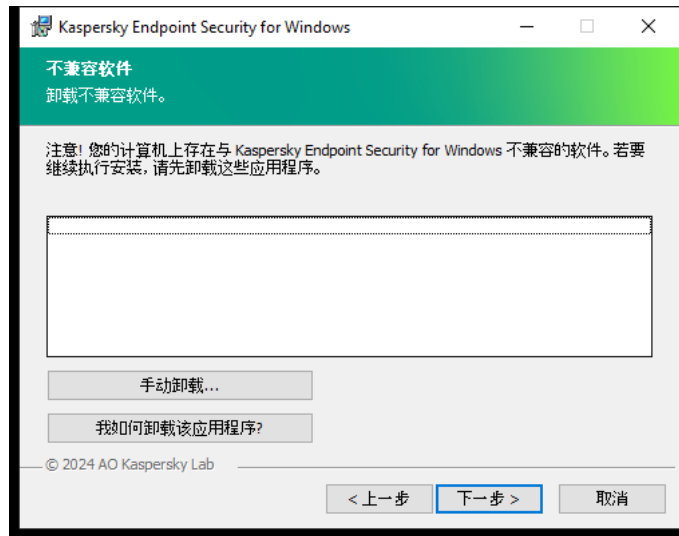 Kaspersky Endpoint Security for Windows
不兼容软件
卸载不兼容软件。
注意! 您的计算机上存在与 Kaspersky Endpoint Security for Windows 不兼容的软件。若要
继续执行安装, 请先卸载这些应用程序。
手动卸载...
我如何卸载该应用程序?
© 2024 AO Kaspersky Lab
< 上一步 下一步 > 取消